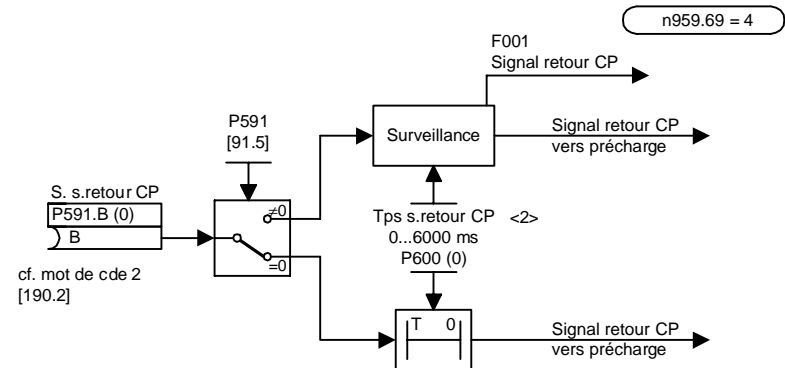 n959.69 = 4
F001
Signal retour CP
P591
[91.5]
Surveillance
Signal retour CP
vers précharge
S. s.retour CP
P591.B (0)
B
≠0
=0
Tps s.retour CP <2>
0...6000 ms
P600 (0)
cf. mot de cde 2
[190.2]
T 0
Signal retour CP
vers précharge